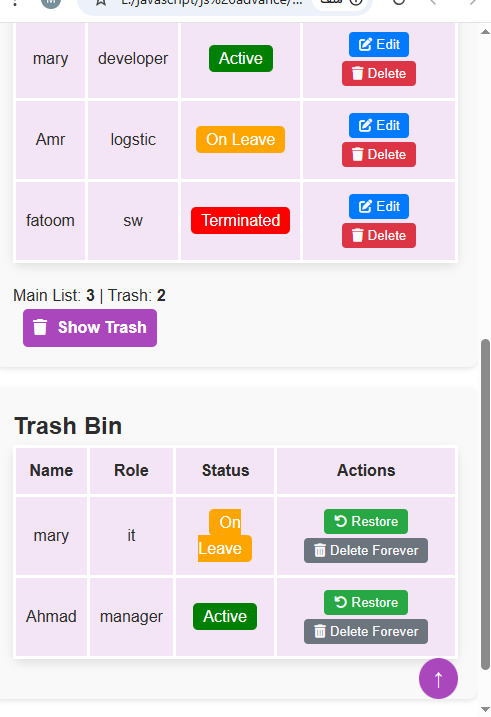 M L:/javascript/js%20advance/...
mary developer Active Edit
Delete
Amr logstic On Leave Edit
Delete
fatoom sw Terminated Edit
Delete
Main List: 3 | Trash: 2
Show Trash
Trash Bin
Name Role Status Actions
mary it On Leave Restore
Delete Forever
Ahmad manager Active Restore
Delete Forever
↑